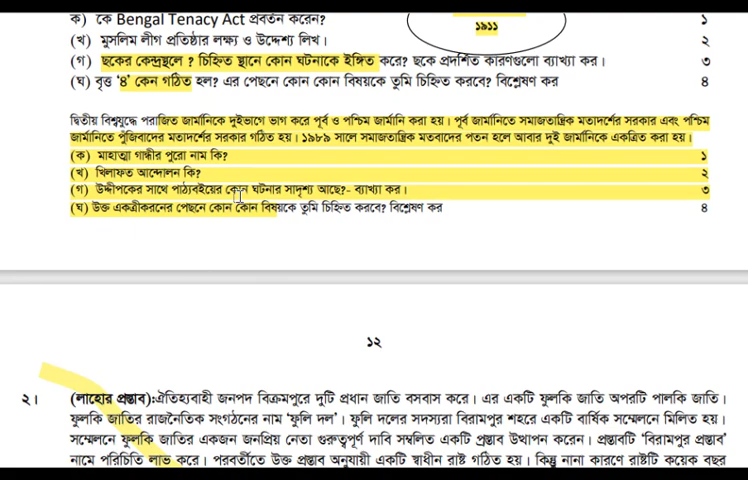 ১৯১১
ক) কে Bengal Tenacy Act প্রবর্তন করেন? ১
(খ) মুসলিম লীগ প্রতিষ্ঠার লক্ষ্য ও উদ্দেশ্য লিখ। ২
(গ) ছকের কেন্দ্রস্থলে ? চিহ্নিত স্থানে কোন ঘটনাকে ইঙ্গিত করে? ছকে প্রদর্শিত কারণগুলো ব্যাখ্যা কর। ৩
(ঘ) বৃত্ত '৪' কেন গঠিত হল? এর পেছনে কোন কোন বিষয়কে তুমি চিহ্নিত করবে? বিশ্লেষণ কর ৪
দ্বিতীয় বিশ্বযুদ্ধে পরাজিত জার্মানিকে দুইভাগে ভাগ করে পূর্ব ও পশ্চিম জার্মানি করা হয়। পূর্ব জার্মানিতে সমাজতান্ত্রিক মতাদর্শের সরকার এবং পশ্চিম
জার্মানিতে পুঁজিবাদের মতাদর্শের সরকার গঠিত হয়। ১৯৮৯ সালে সমাজতান্ত্রিক মতবাদের পতন হলে আবার দুই জার্মানিকে একত্রিত করা হয়।
(ক) মাহাত্মা গান্ধীর পুরো নাম কি? ১
(খ) খিলাফত আন্দোলন কি? ২
(গ) উদ্দীপকের সাথে পাঠ্যবইয়ের কোন ঘটনার সাদৃশ্য আছে?- ব্যাখ্যা কর। ৩
(ঘ) উক্ত একত্রীকরনের পেছনে কোন কোন বিষয়কে তুমি চিহ্নিত করবে? বিশ্লেষণ কর ৪
১২
২। (লাহোর প্রস্তাব):ঐতিহ্যবাহী জনপদ বিক্রমপুরে দুটি প্রধান জাতি বসবাস করে। এর একটি ফুলকি জাতি অপরটি পালকি জাতি।
ফুলকি জাতির রাজনৈতিক সংগঠনের নাম 'ফুলি দল'। ফুলি দলের সদস্যরা বিরামপুর শহরে একটি বার্ষিক সম্মেলনে মিলিত হয়।
সম্মেলনে ফুলকি জাতির একজন জনপ্রিয় নেতা গুরুত্বপূর্ণ দাবি সম্বলিত একটি প্রস্তাব উত্থাপন করেন। প্রস্তাবটি 'বিরামপুর প্রস্তাব'
নামে পরিচিতি লাভ করে। পরবর্তীতে উক্ত প্রস্তাব অনুযায়ী একটি স্বাধীন রাষ্ট গঠিত হয়। কিন্তু নানা কারণে রাষ্টটি কয়েক বছর